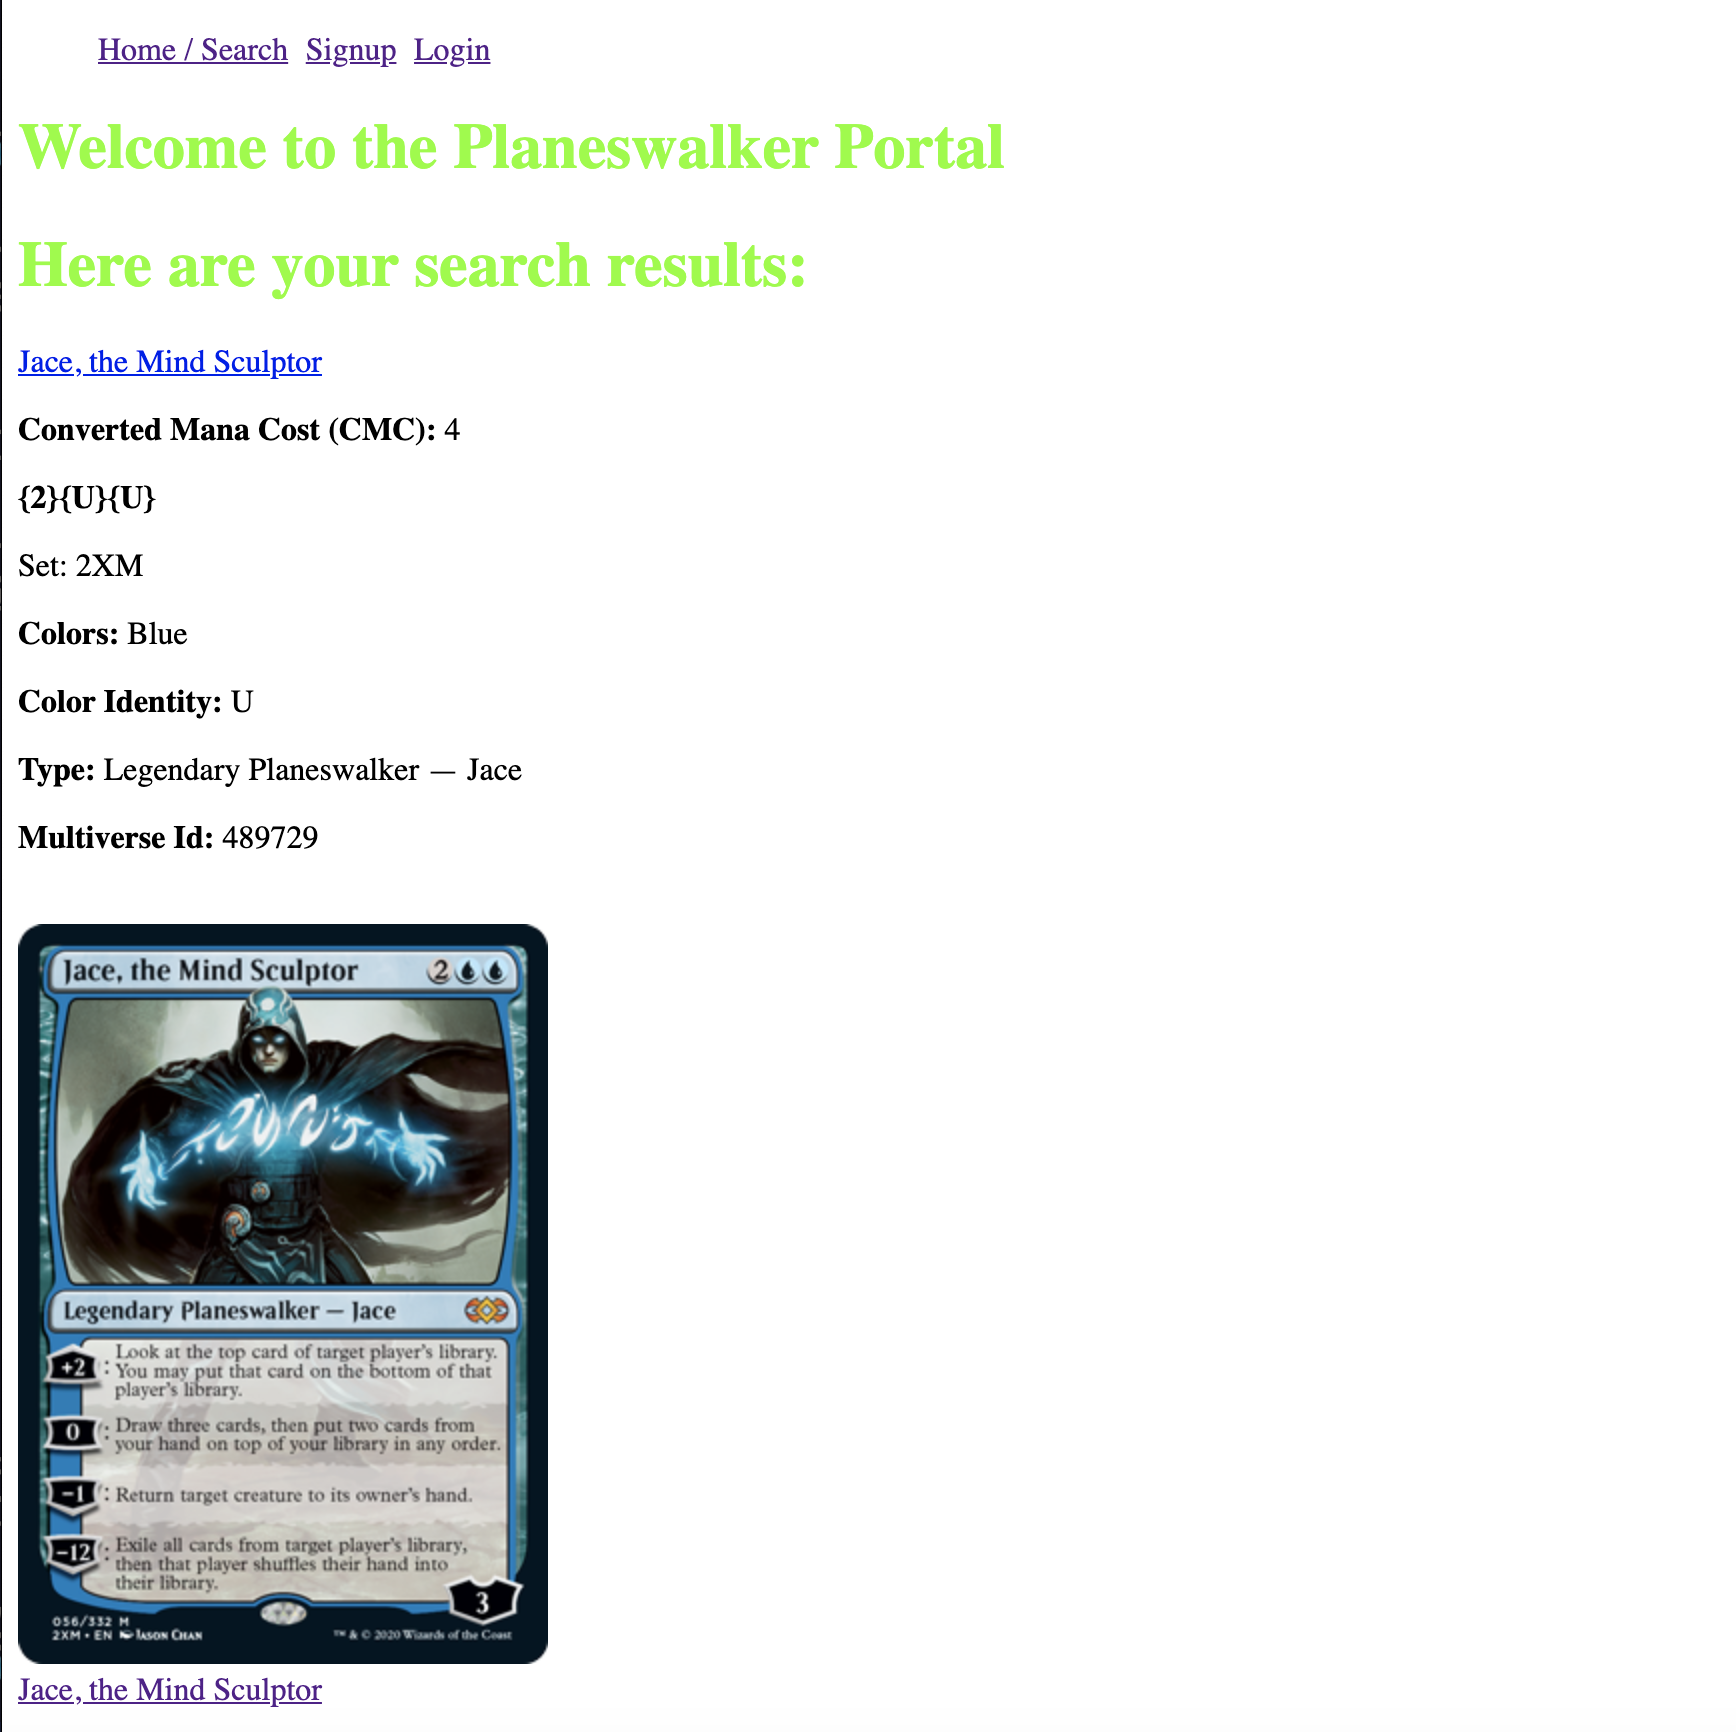 Home / Search Signup Login
Welcome to the Planeswalker Portal
Here are your search results:
Jace, the Mind Sculptor
Converted Mana Cost (CMC): 4
{2}{U}{U}
Set: 2XM
Colors: Blue
Color Identity: U
Type: Legendary Planeswalker — Jace
Multiverse Id: 489729
Jace, the Mind Sculptor 2
Legendary Planeswalker — Jace
+2: Look at the top card of target player's library.
You may put that card on the bottom of that
player's library.
0: Draw three cards, then put two cards from
your hand on top of your library in any order.
−1: Return target creature to its owner's hand.
−12: Exile all cards from target player's library,
then that player shuffles their hand into
their library.
3
056/332 M
2XM • EN Jason Chan ™ & © 2020 Wizards of the Coast
Jace, the Mind Sculptor